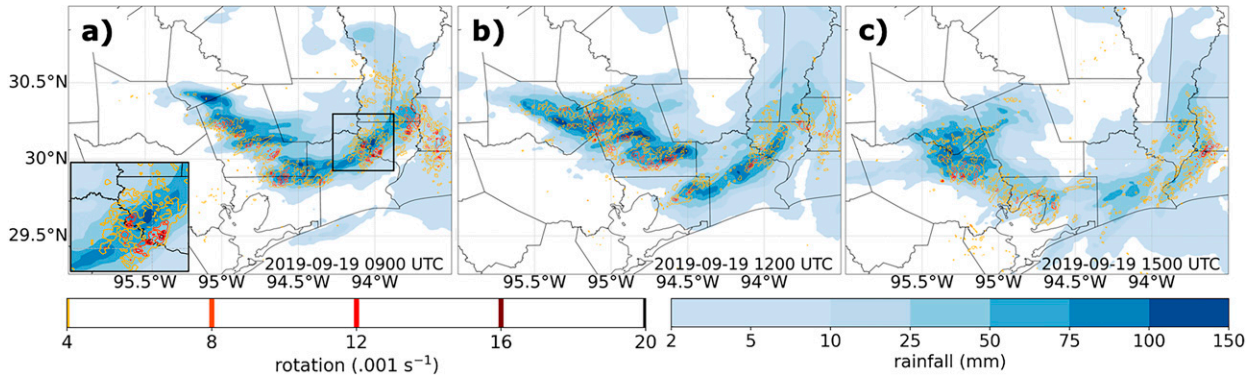 a) b) c)
30.5°N
30°N
29.5°N
2019-09-19 0900 UTC 2019-09-19 1200 UTC 2019-09-19 1500 UTC
95.5°W 95°W 94.5°W 94°W 95.5°W 95°W 94.5°W 94°W 95.5°W 95°W 94.5°W 94°W
4 8 12 16 20 2 5 10 25 50 75 100 150
rotation (.001 s⁻¹) rainfall (mm)